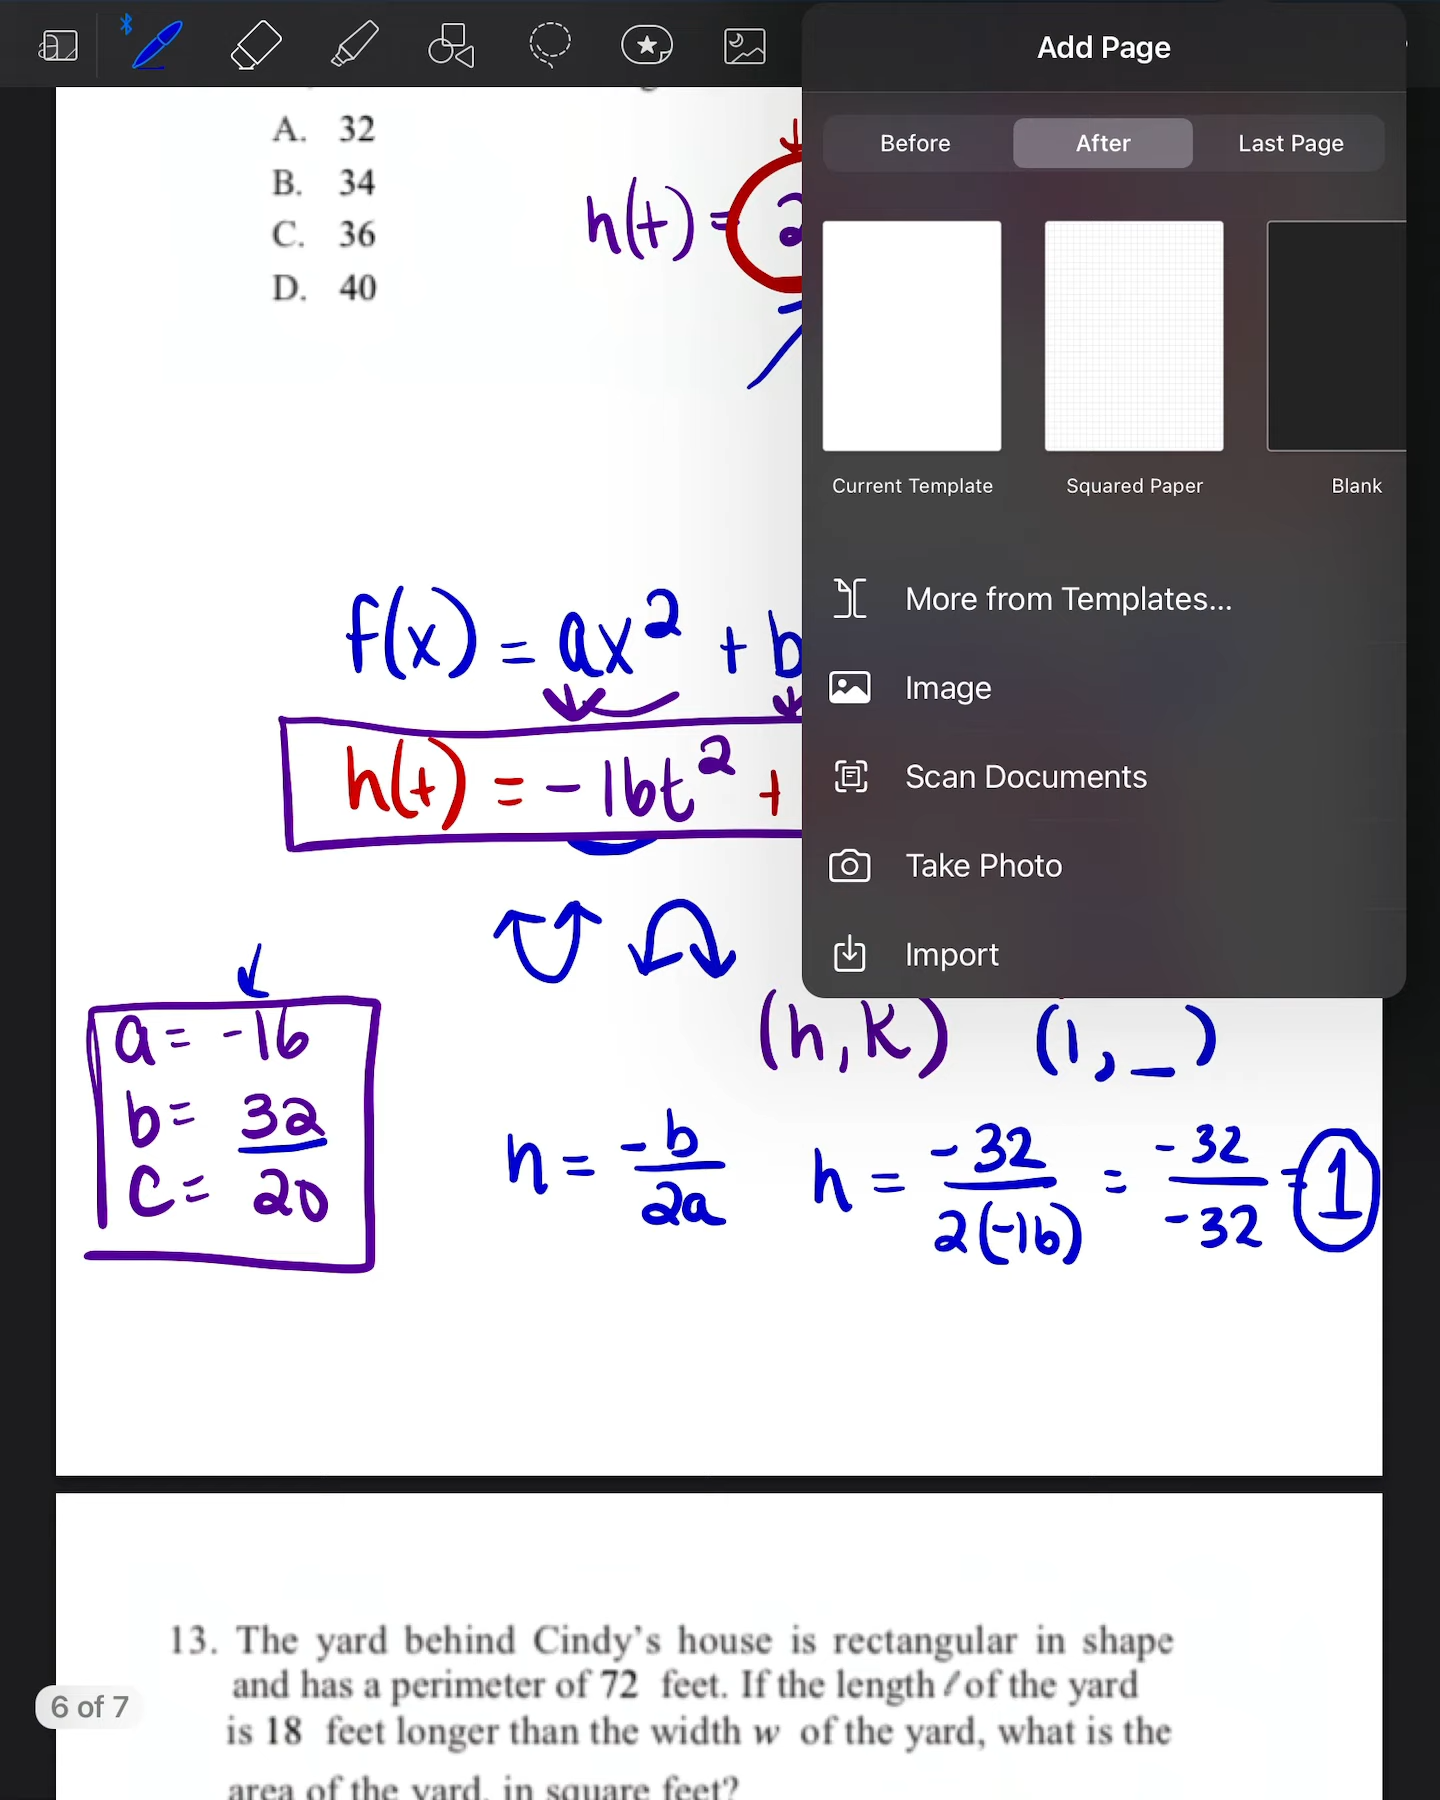 Add Page
Before
After
Last Page
A. 32
B. 34
C. 36
D. 40
h(t) = 2
Current Template
Squared Paper
Blank
More from Templates...
Image
Scan Documents
Take Photo
Import
f(x) = ax² + b
h(t) = -16t² +
a = -16
b = 32
c = 20
(h,k) (1,_)
h = -b/2a h = -32/2(-16) = -32/-32 = 1
13. The yard behind Cindy's house is rectangular in shape
and has a perimeter of 72 feet. If the length l of the yard
is 18 feet longer than the width w of the yard, what is the
area of the yard, in square feet?
6 of 7